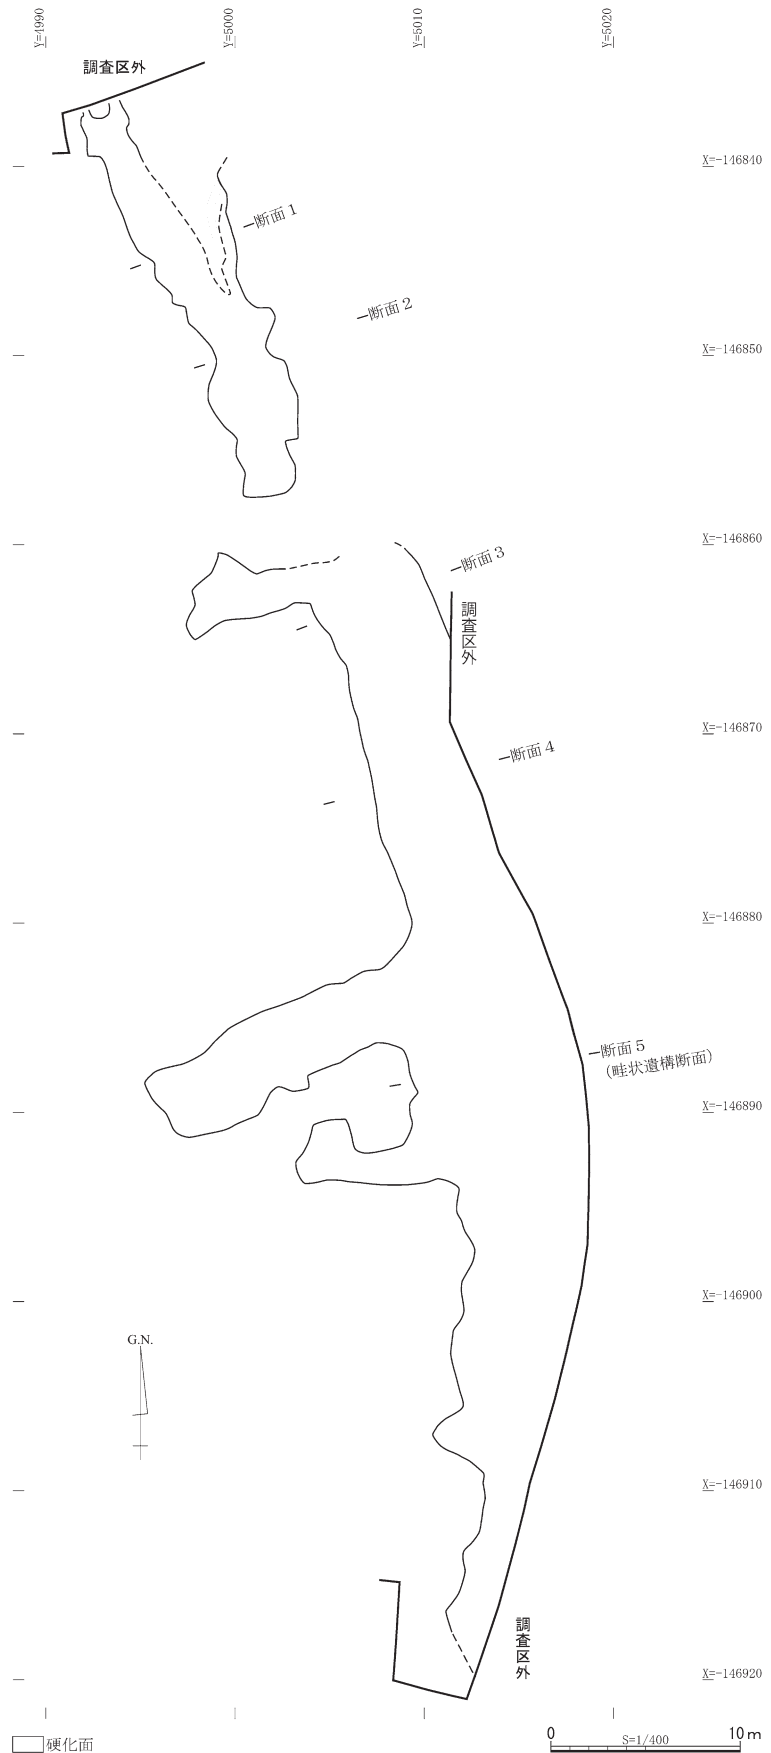 Y=4990
Y=5000
Y=5010
Y=5020
調査区外
X=-146840
断面1
断面2
X=-146850
X=-146860
断面3
調査区外
X=-146870
断面4
X=-146880
断面5
(畦状遺構断面)
X=-146890
X=-146900
G.N.
X=-146910
調査区外
X=-146920
硬化面
0 S=1/400 10m